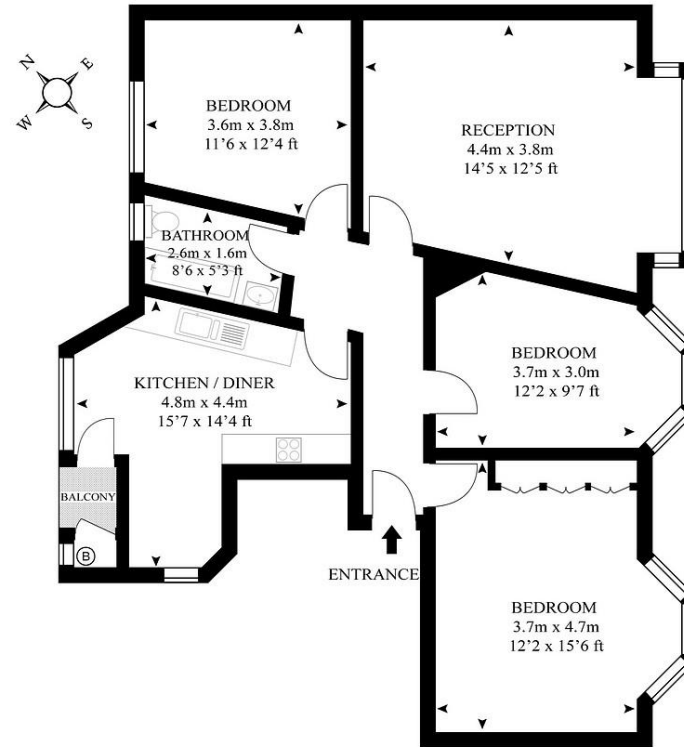 N
E
W
S
BEDROOM
3.6m x 3.8m
11'6 x 12'4 ft
RECEPTION
4.4m x 3.8m
14'5 x 12'5 ft
BATHROOM
2.6m x 1.6m
8'6 x 5'3 ft
BEDROOM
3.7m x 3.0m
12'2 x 9'7 ft
KITCHEN / DINER
4.8m x 4.4m
15'7 x 14'4 ft
BALCONY
B
ENTRANCE
BEDROOM
3.7m x 4.7m
12'2 x 15'6 ft